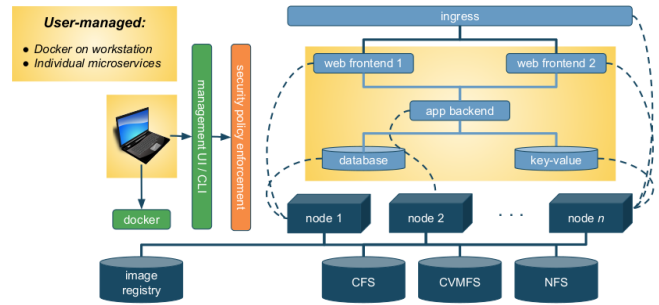 User-managed:
● Docker on workstation
● Individual microservices
ingress
web frontend 1
web frontend 2
app backend
database
key-value
management UI / CLI
security policy enforcement
docker
node 1
node 2
. . .
node n
image
registry
CFS
CVMFS
NFS